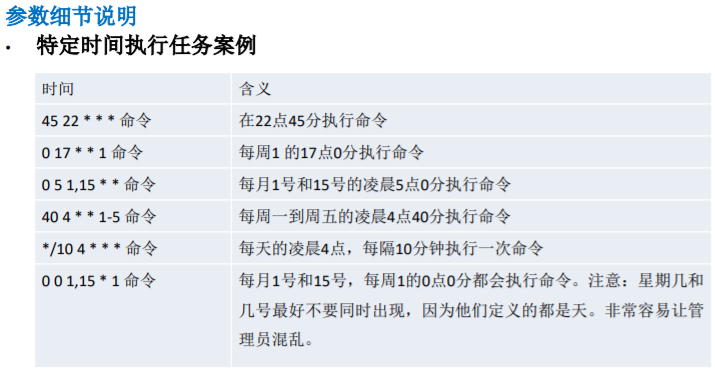 参数细节说明
• 特定时间执行任务案例
时间 含义
45 22 * * * 命令 在22点45分执行命令
0 17 * * 1 命令 每周1 的17点0分执行命令
0 5 1,15 * * 命令 每月1号和15号的凌晨5点0分执行命令
40 4 * * 1-5 命令 每周一到周五的凌晨4点40分执行命令
*/10 4 * * * 命令 每天的凌晨4点，每隔10分钟执行一次命令
0 0 1,15 * 1 命令 每月1号和15号，每周1的0点0分都会执行命令。注意：星期几和
几号最好不要同时出现，因为他们定义的都是天。非常容易让管
理员混乱。